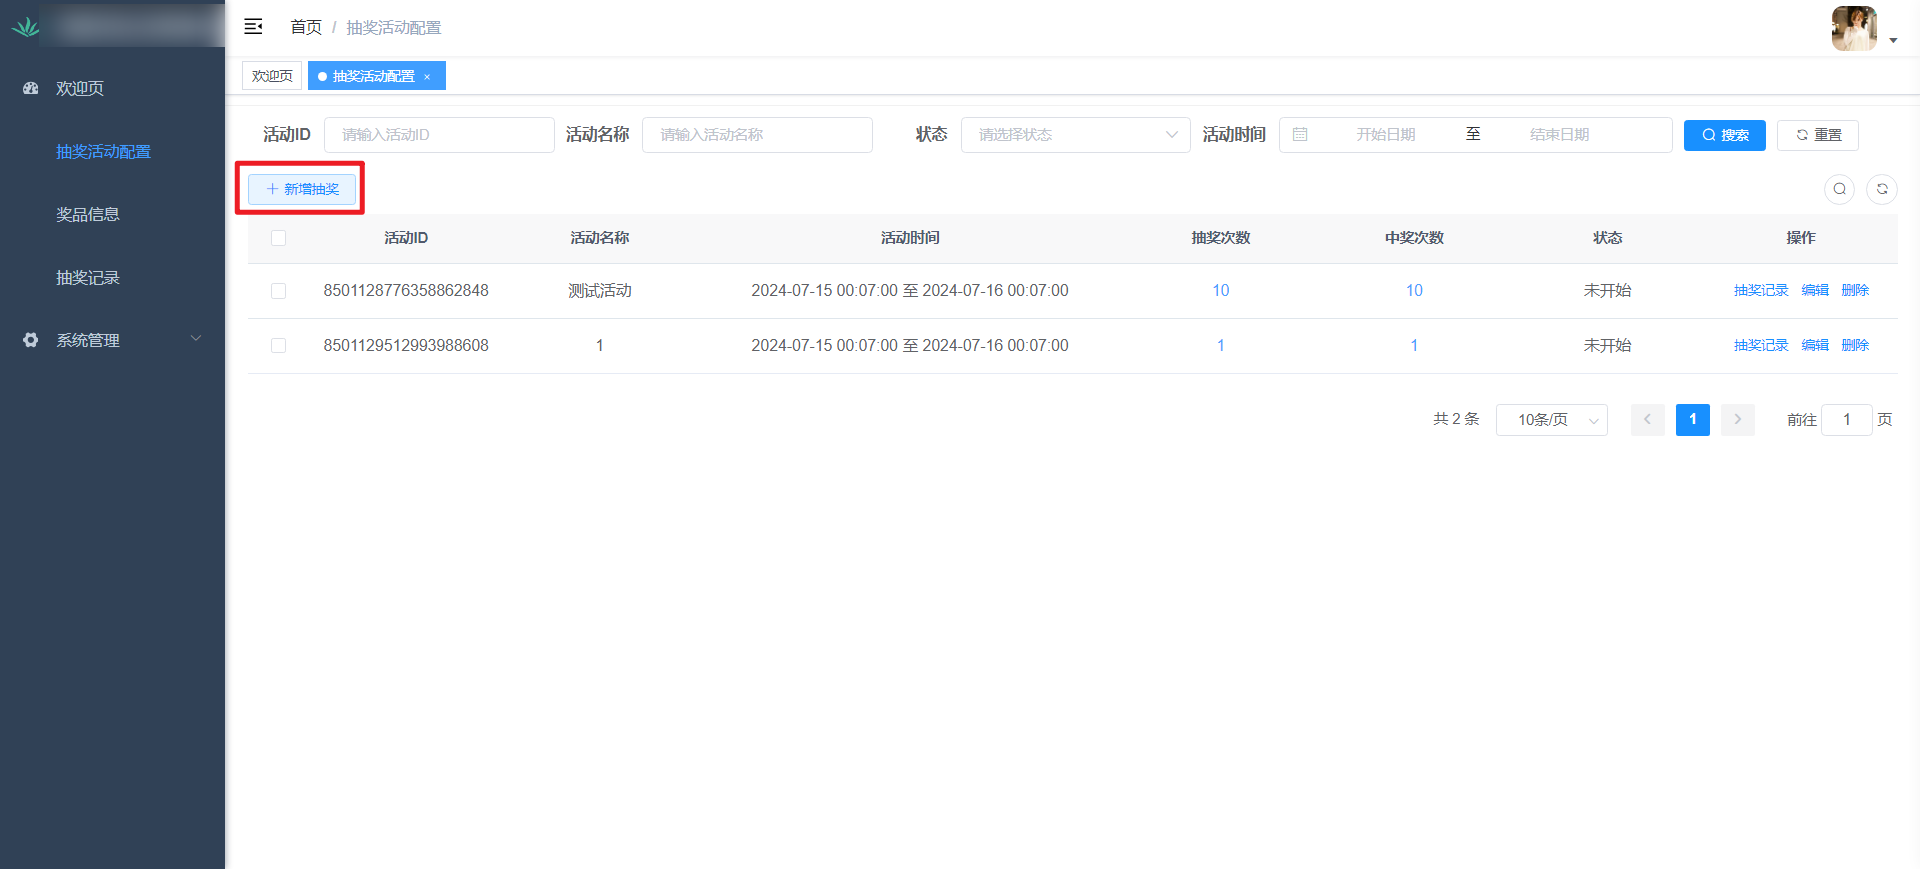 首页 / 抽奖活动配置
欢迎页
抽奖活动配置 ×
欢迎页
抽奖活动配置
奖品信息
抽奖记录
系统管理
活动ID 请输入活动ID 活动名称 请输入活动名称 状态 请选择状态 活动时间 开始日期 至 结束日期 搜索 重置
新增抽奖
活动ID 活动名称 活动时间 抽奖次数 中奖次数 状态 操作
8501128776358862848 测试活动 2024-07-15 00:07:00 至 2024-07-16 00:07:00 10 10 未开始 抽奖记录 编辑 删除
8501129512993988608 1 2024-07-15 00:07:00 至 2024-07-16 00:07:00 1 1 未开始 抽奖记录 编辑 删除
共 2 条 10条/页 1 前往 1 页